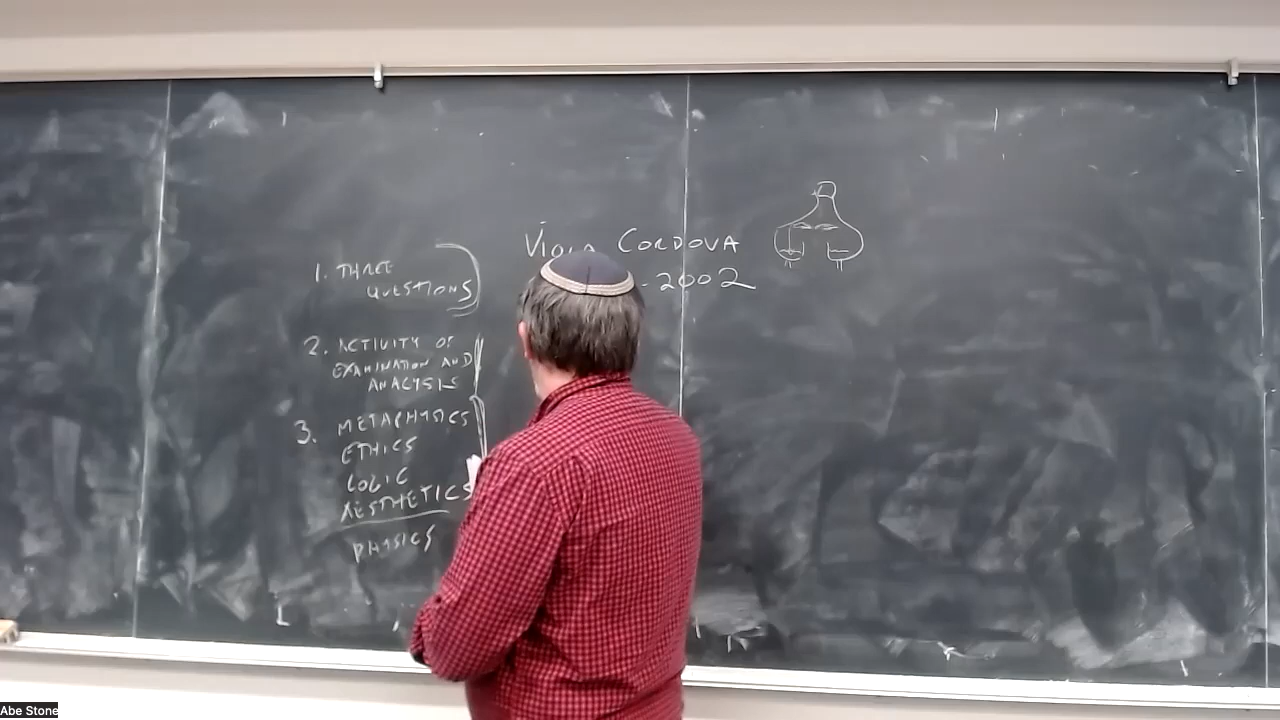 VIOLA CORDOVA
- 2002
1. THREE
QUESTIONS
2. ACTIVITY OF
EXAMINATION AND
ANALYSIS
3. METAPHYSICS
ETHICS
LOGIC
AESTHETICS
PHYSICS
Abe Stone